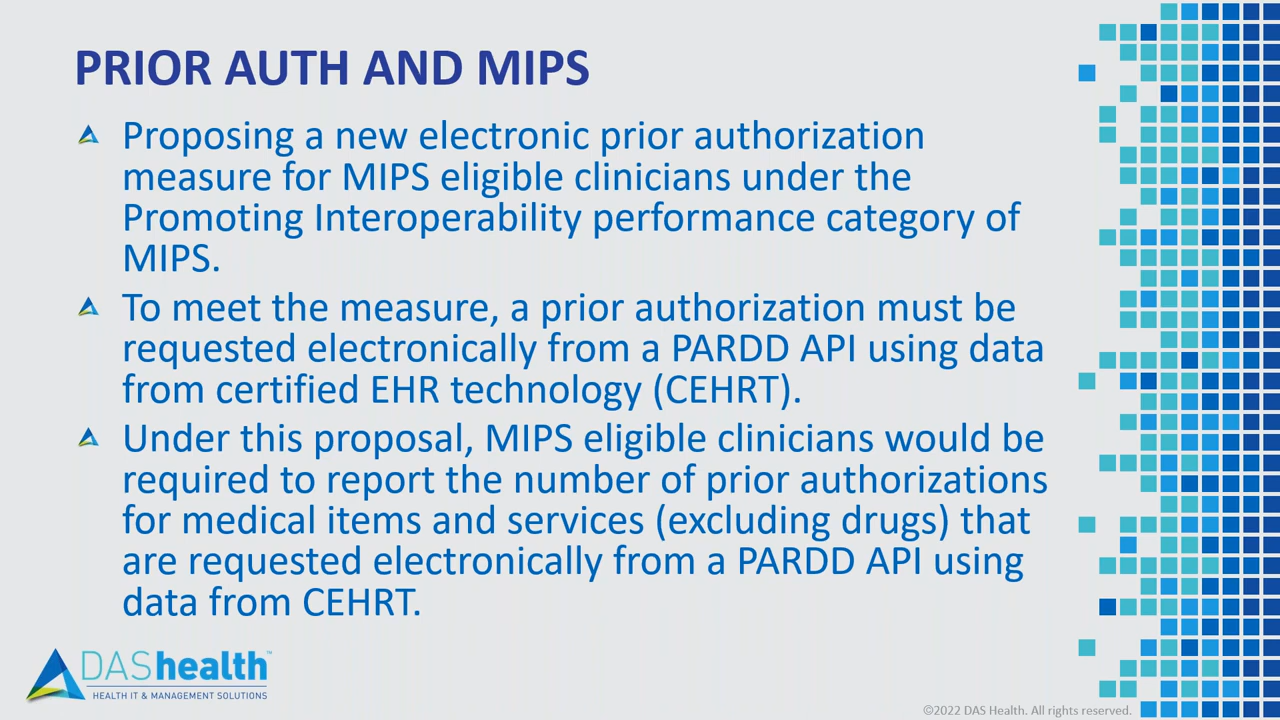 PRIOR AUTH AND MIPS
Proposing a new electronic prior authorization
measure for MIPS eligible clinicians under the
Promoting Interoperability performance category of
MIPS.
To meet the measure, a prior authorization must be
requested electronically from a PARDD API using data
from certified EHR technology (CEHRT).
Under this proposal, MIPS eligible clinicians would be
required to report the number of prior authorizations
for medical items and services (excluding drugs) that
are requested electronically from a PARDD API using
data from CEHRT.
DAShealth™
HEALTH IT & MANAGEMENT SOLUTIONS
©2022 DAS Health. All rights reserved.